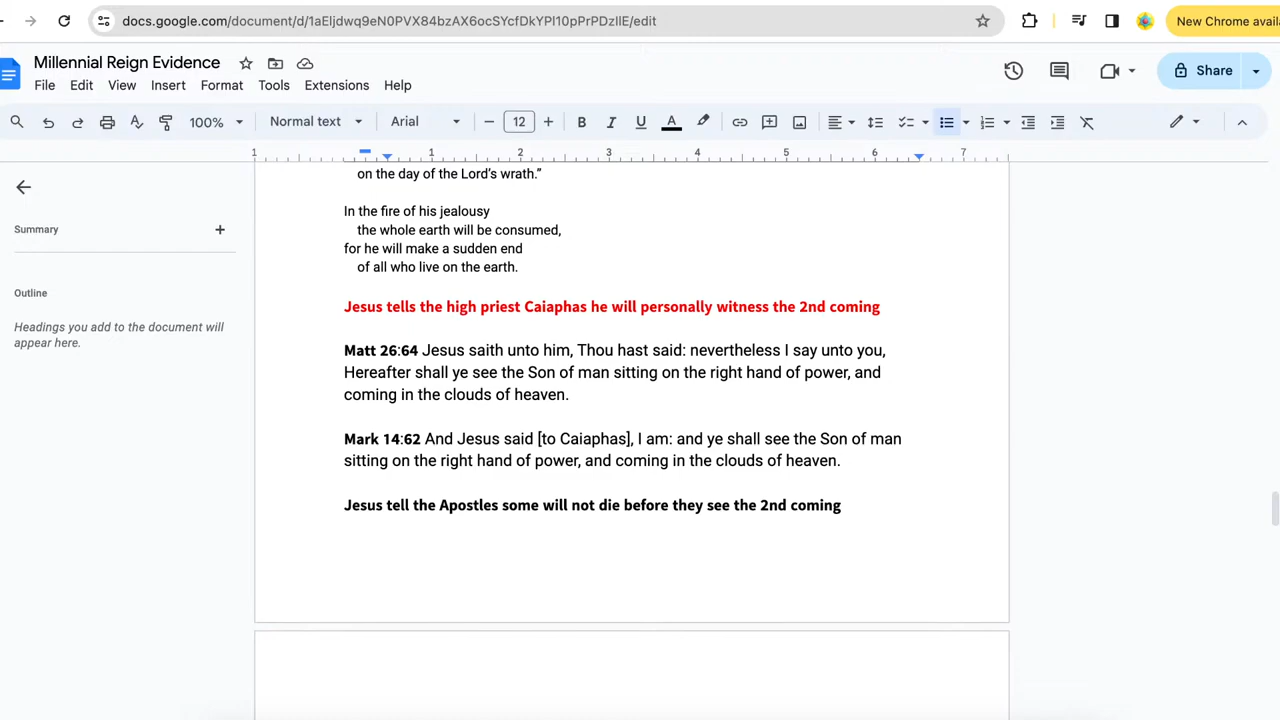 docs.google.com/document/d/1aEljdwq9eN0PVX84bzAX6ocSYcfDkYPl10pPrPDzlIE/edit
New Chrome avail
Millennial Reign Evidence
File Edit View Insert Format Tools Extensions Help
Share
100% Normal text Arial 12
1 1 2 3 4 5 6 7
Summary
Outline
Headings you add to the document will
appear here.
on the day of the Lord’s wrath.”
In the fire of his jealousy
the whole earth will be consumed,
for he will make a sudden end
of all who live on the earth.
Jesus tells the high priest Caiaphas he will personally witness the 2nd coming
Matt 26:64 Jesus saith unto him, Thou hast said: nevertheless I say unto you,
Hereafter shall ye see the Son of man sitting on the right hand of power, and
coming in the clouds of heaven.
Mark 14:62 And Jesus said [to Caiaphas], I am: and ye shall see the Son of man
sitting on the right hand of power, and coming in the clouds of heaven.
Jesus tell the Apostles some will not die before they see the 2nd coming